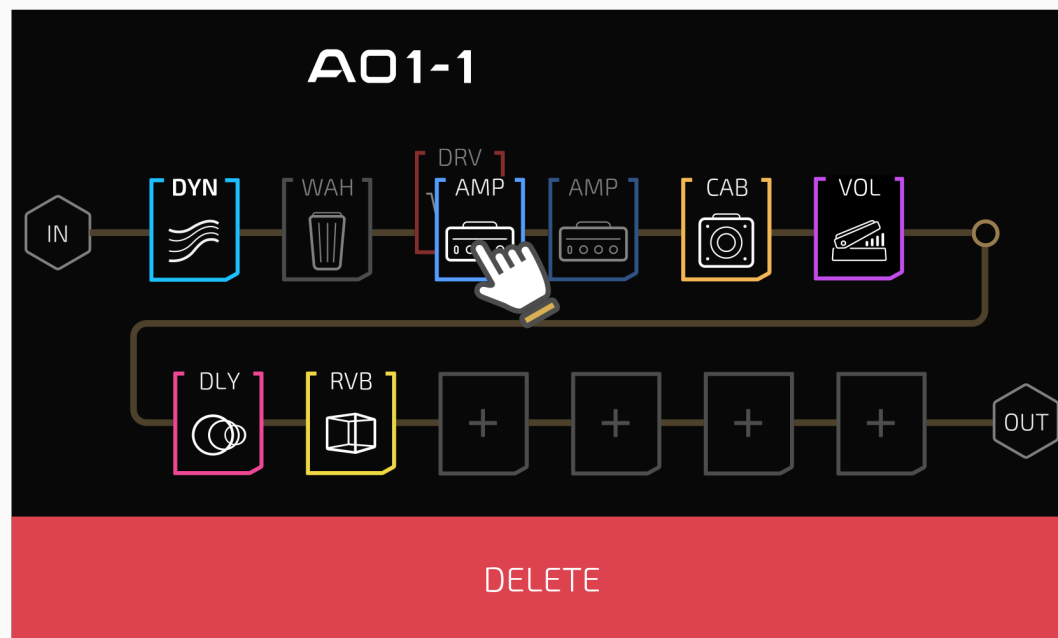 A01-1
DRV
DYN WAH AMP AMP CAB VOL
IN
DLY RVB
+ + + +
OUT
DELETE